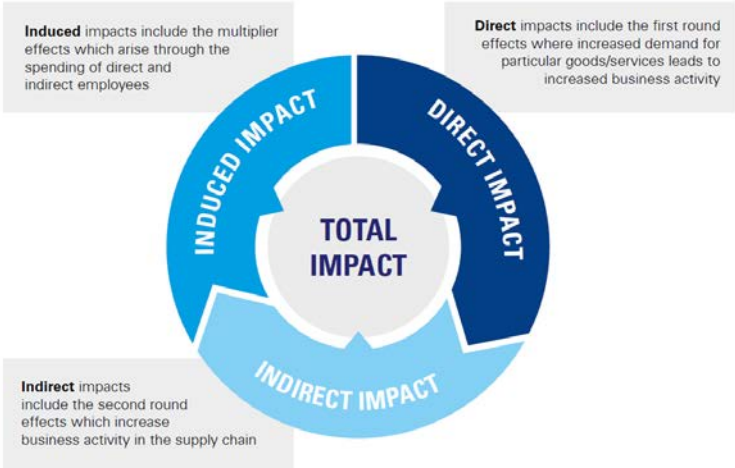 Induced impacts include the multiplier
effects which arise through the
spending of direct and
indirect employees
Direct impacts include the first round
effects where increased demand for
particular goods/services leads to
increased business activity
INDUCED IMPACT
DIRECT IMPACT
TOTAL
IMPACT
INDIRECT IMPACT
Indirect impacts
include the second round
effects which increase
business activity in the supply chain